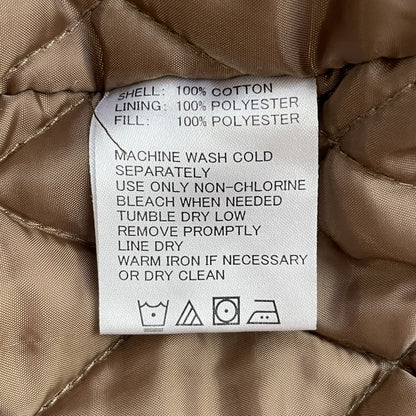 SHELL: 100% COTTON
LINING: 100% POLYESTER
FILL: 100% POLYESTER
MACHINE WASH COLD
SEPARATELY
USE ONLY NON-CHLORINE
BLEACH WHEN NEEDED
TUMBLE DRY LOW
REMOVE PROMPTLY
LINE DRY
WARM IRON IF NECESSARY
OR DRY CLEAN